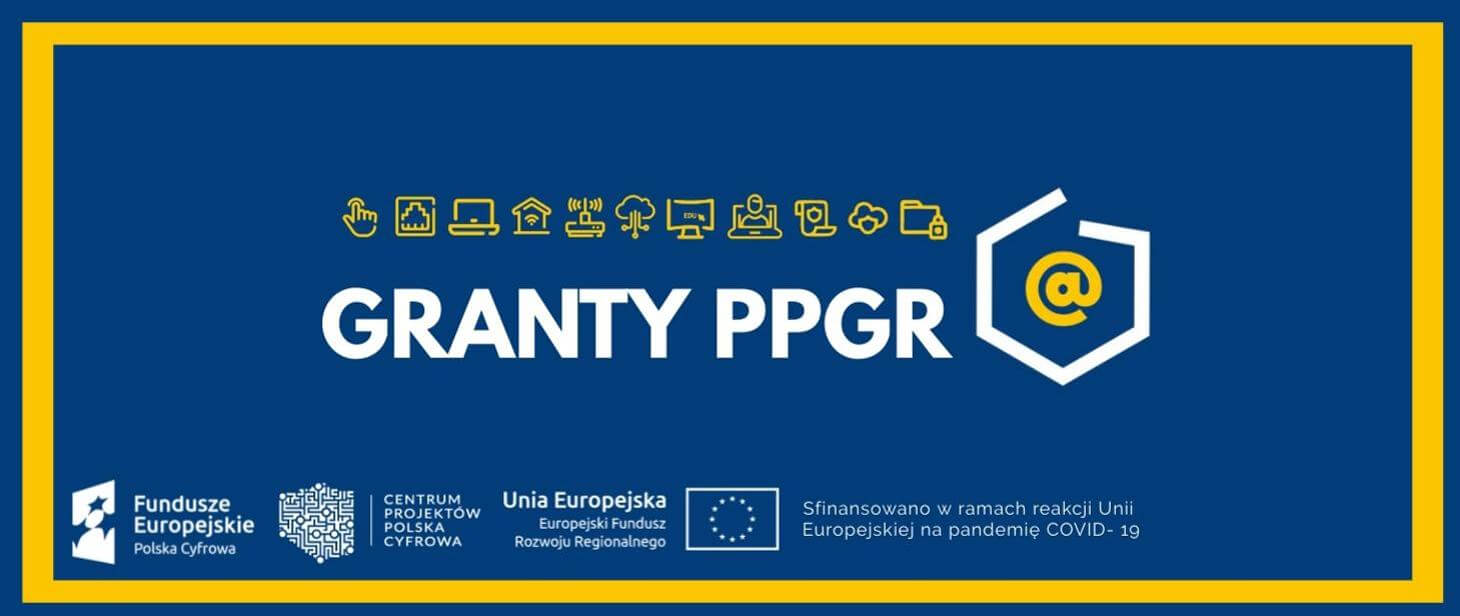 EDU
GRANTY PPGR
@
Fundusze
Europejskie
Polska Cyfrowa
CENTRUM
PROJEKTÓW
POLSKA
CYFROWA
Unia Europejska
Europejski Fundusz
Rozwoju Regionalnego
Sfinansowano w ramach reakcji Unii
Europejskiej na pandemię COVID- 19